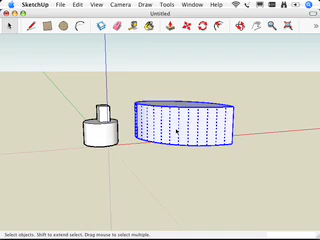 SketchUp File Edit View Camera Draw Tools Window Help
Untitled
Select objects. Shift to extend select. Drag mouse to select multiple.